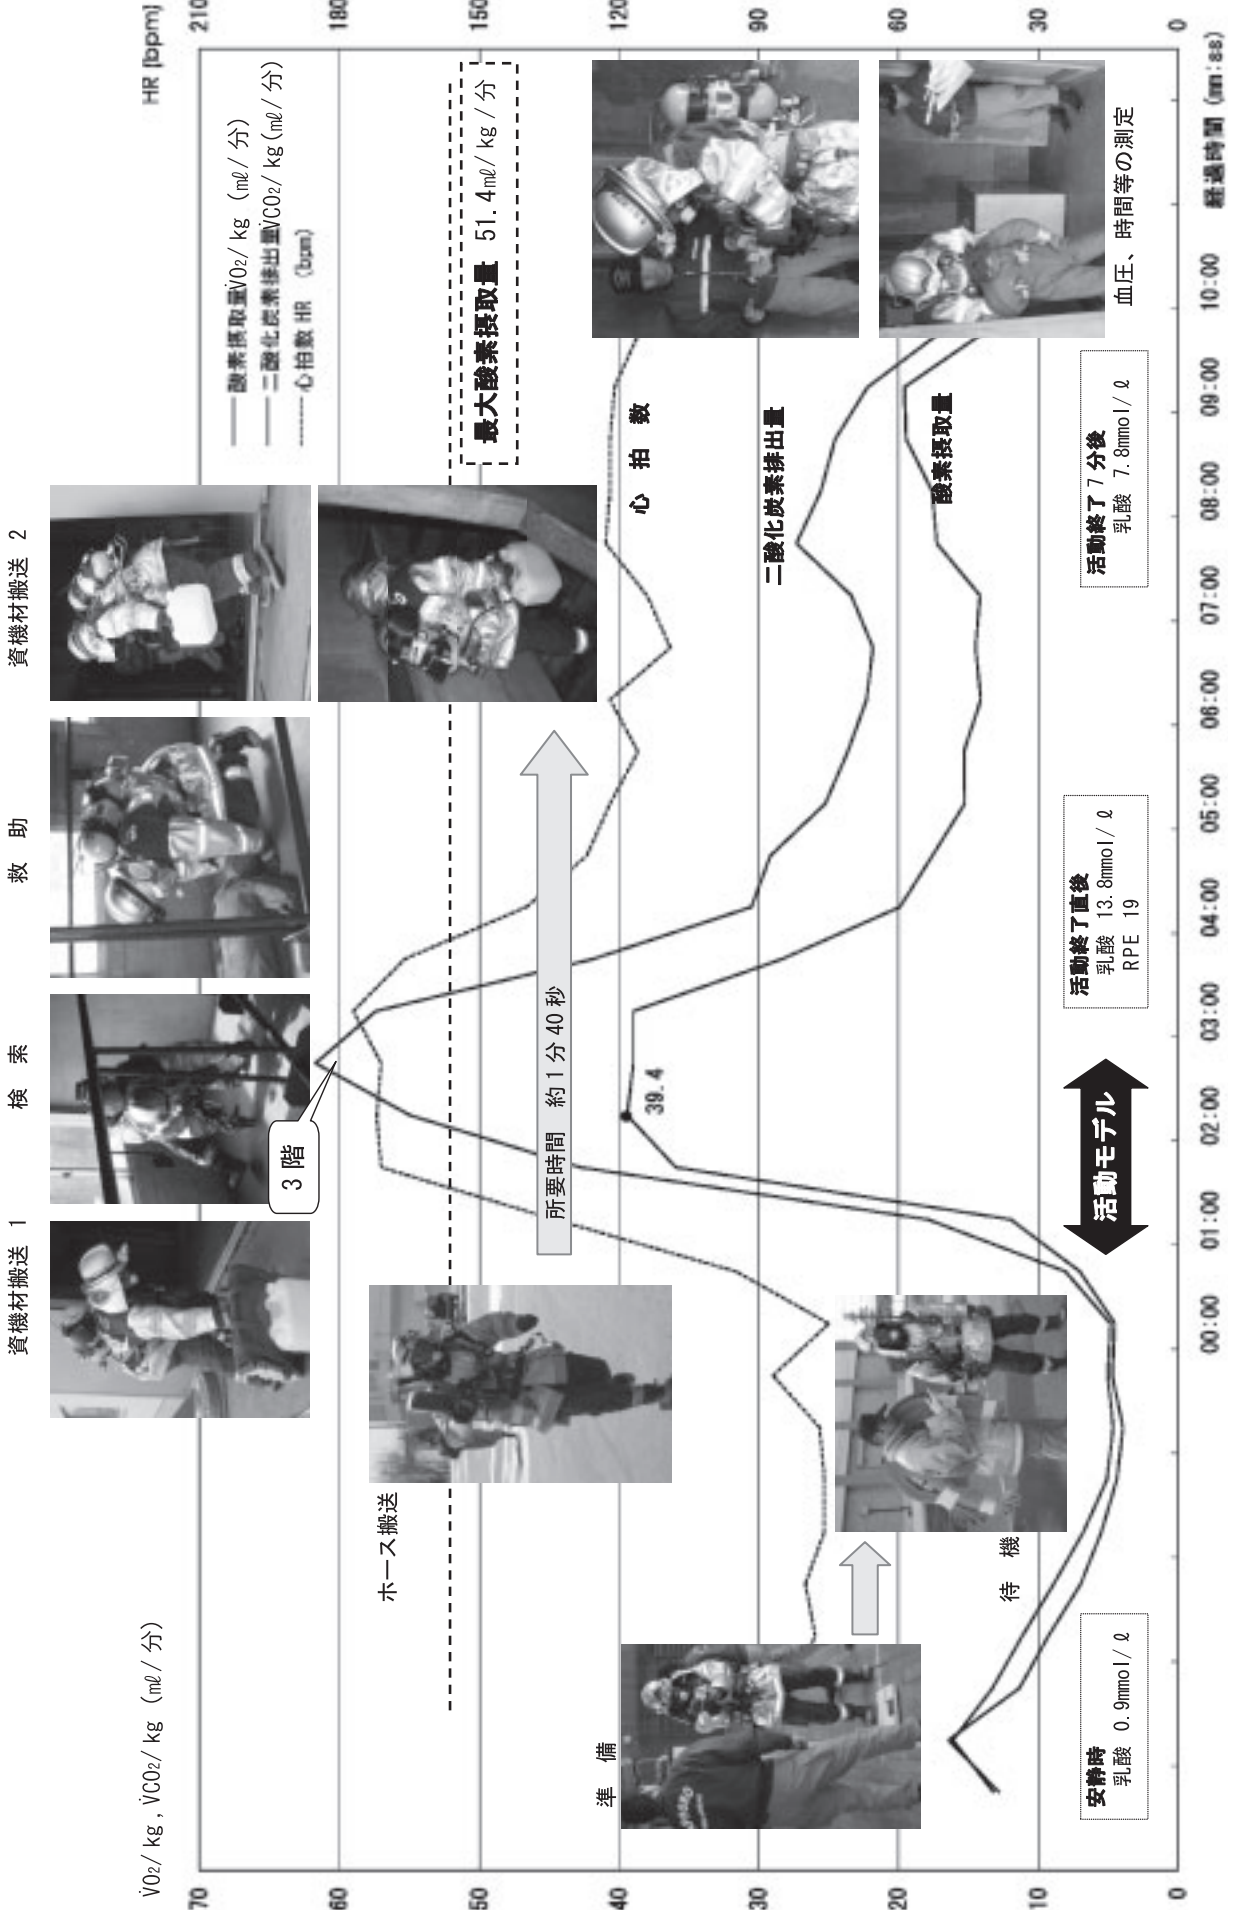 資機材搬送 1
検 索
救 助
資機材搬送 2
V̇O2/ kg , V̇CO2/ kg (㎖/ 分)
HR [bpm]
酸素摂取量V̇O2/ kg (㎖/ 分)
二酸化炭素排出量V̇CO2/ kg(㎖/ 分)
心拍数 HR (bpm)
最大酸素摂取量 51.4㎖/ kg / 分
3 階
ホース搬送
所要時間 約 1 分 40 秒
準 備
待 機
39.4
心 拍 数
二酸化炭素排出量
酸素摂取量
血圧、時間等の測定
安静時
乳酸 0.9mmol/ ℓ
活動モデル
活動終了直後
乳酸 13.8mmol/ ℓ
RPE 19
活動終了 7 分後
乳酸 7.8mmol/ ℓ
70
60
50
40
30
20
10
0
210
180
150
120
90
60
30
0
00:00 01:00 02:00 03:00 04:00 05:00 06:00 07:00 08:00 09:00 10:00
経過時間 (mm:ss)